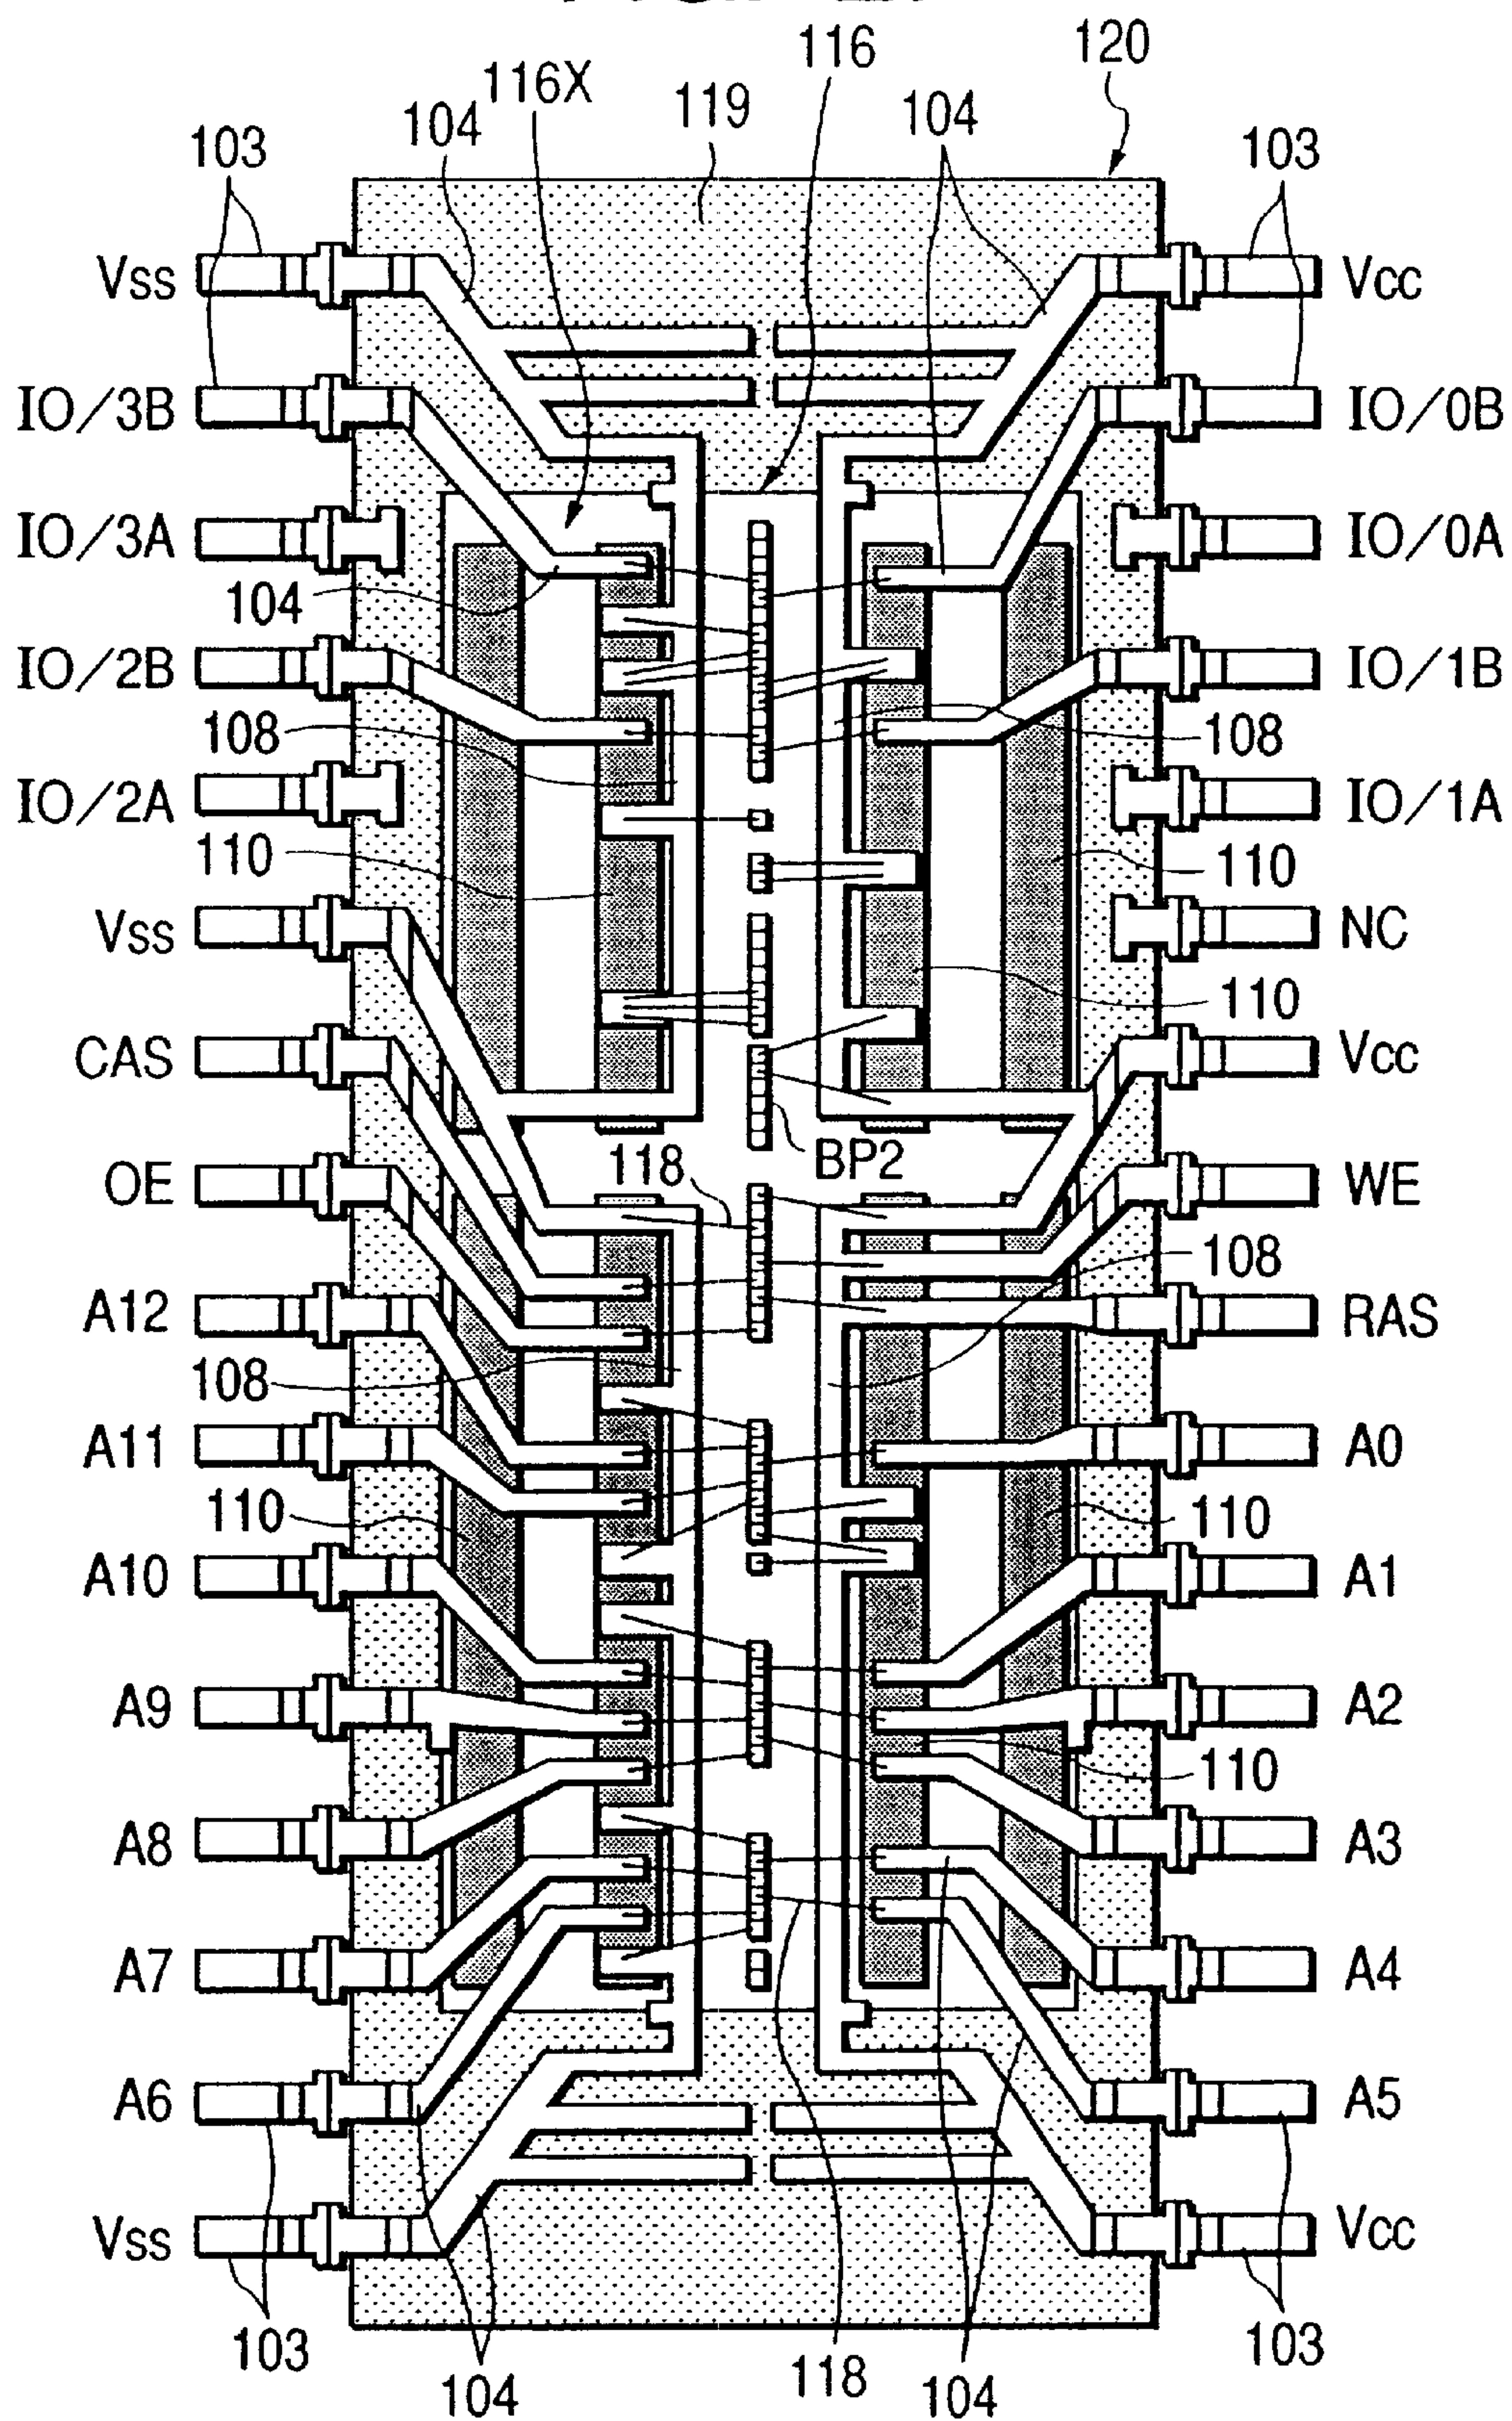 116 120
116X 119 104
104
103 103
Vss Vcc
IO/3B IO/0B
IO/3A IO/0A
104
IO/2B IO/1B
108 108
IO/2A IO/1A
110 110
Vss NC
110
CAS Vcc
118 BP2
OE WE
108
A12 RAS
108
A11 A0
110 110
A10 A1
A9 A2
110
A8 A3
A7 A4
A6 A5
Vss Vcc
103 103
104 118 104